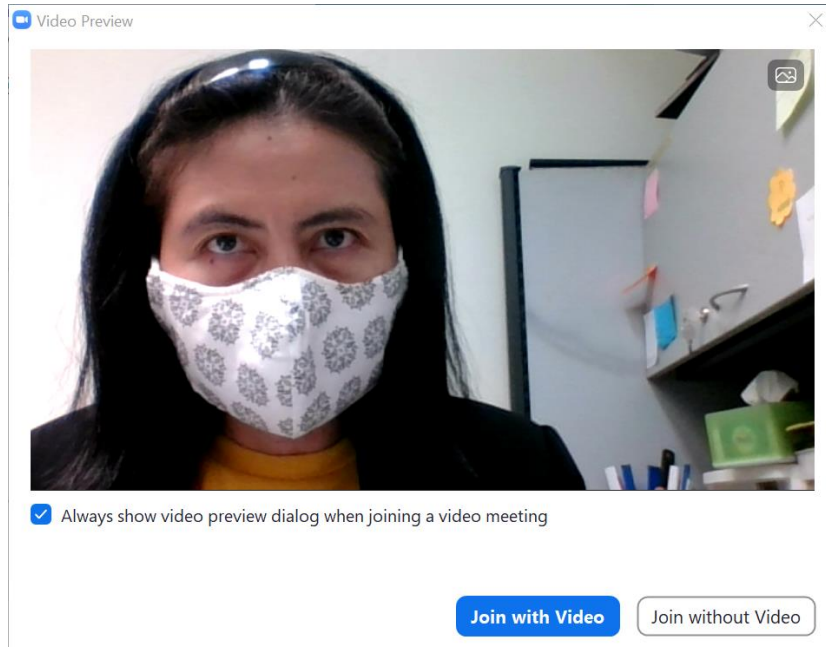 Video Preview
Always show video preview dialog when joining a video meeting
Join with Video
Join without Video